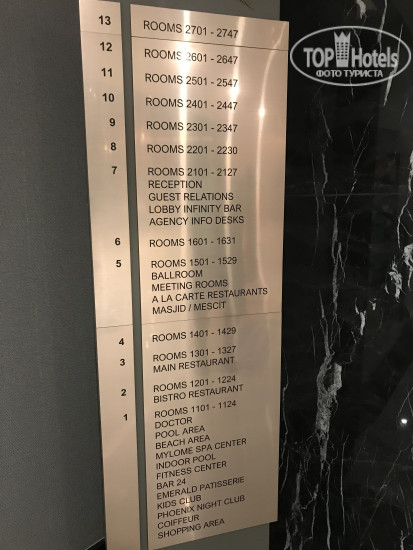 TOP Hotels
ФОТО ТУРИСТА
13 ROOMS 2701 - 2747
12 ROOMS 2601 - 2647
11 ROOMS 2501 - 2547
10 ROOMS 2401 - 2447
9 ROOMS 2301 - 2347
8 ROOMS 2201 - 2230
7 ROOMS 2101 - 2127
RECEPTION
GUEST RELATIONS
LOBBY INFINITY BAR
AGENCY INFO DESKS
6 ROOMS 1601 - 1631
5 ROOMS 1501 - 1529
BALLROOM
MEETING ROOMS
A LA CARTE RESTAURANTS
MASJID / MESCİT
4 ROOMS 1401 - 1429
3 ROOMS 1301 - 1327
MAIN RESTAURANT
2 ROOMS 1201 - 1224
BISTRO RESTAURANT
1 ROOMS 1101 - 1124
DOCTOR
POOL AREA
BEACH AREA
MYLOME SPA CENTER
INDOOR POOL
FITNESS CENTER
BAR 24
EMERALD PATISSERIE
KIDS CLUB
PHOENIX NIGHT CLUB
COIFFEUR
SHOPPING AREA